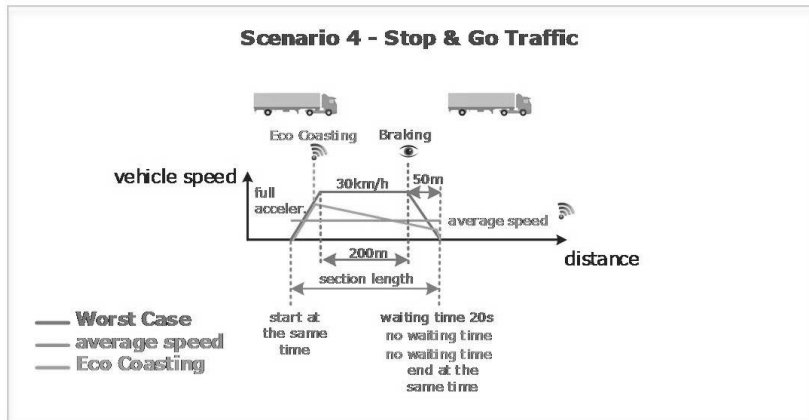 Scenario 4 - Stop & Go Traffic
Eco Coasting
Braking
vehicle speed
full
acceler.
30km/h
50m
average speed
200m
distance
section length
start at
the same
time
waiting time 20s
no waiting time
no waiting time
end at the
same time
Worst Case
average speed
Eco Coasting